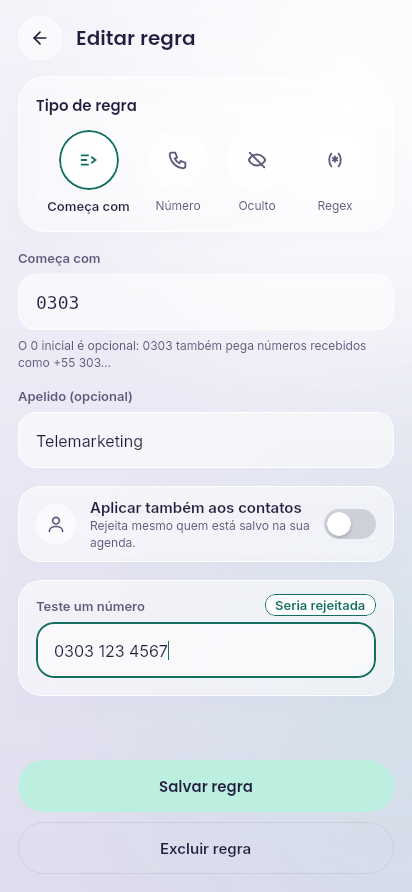 Editar regra
Tipo de regra
Começa com
Número
Oculto
Regex
Começa com
0303
O 0 inicial é opcional: 0303 também pega números recebidos
como +55 303…
Apelido (opcional)
Telemarketing
Aplicar também aos contatos
Rejeita mesmo quem está salvo na sua
agenda.
Teste um número
Seria rejeitada
0303 123 4567
Salvar regra
Excluir regra